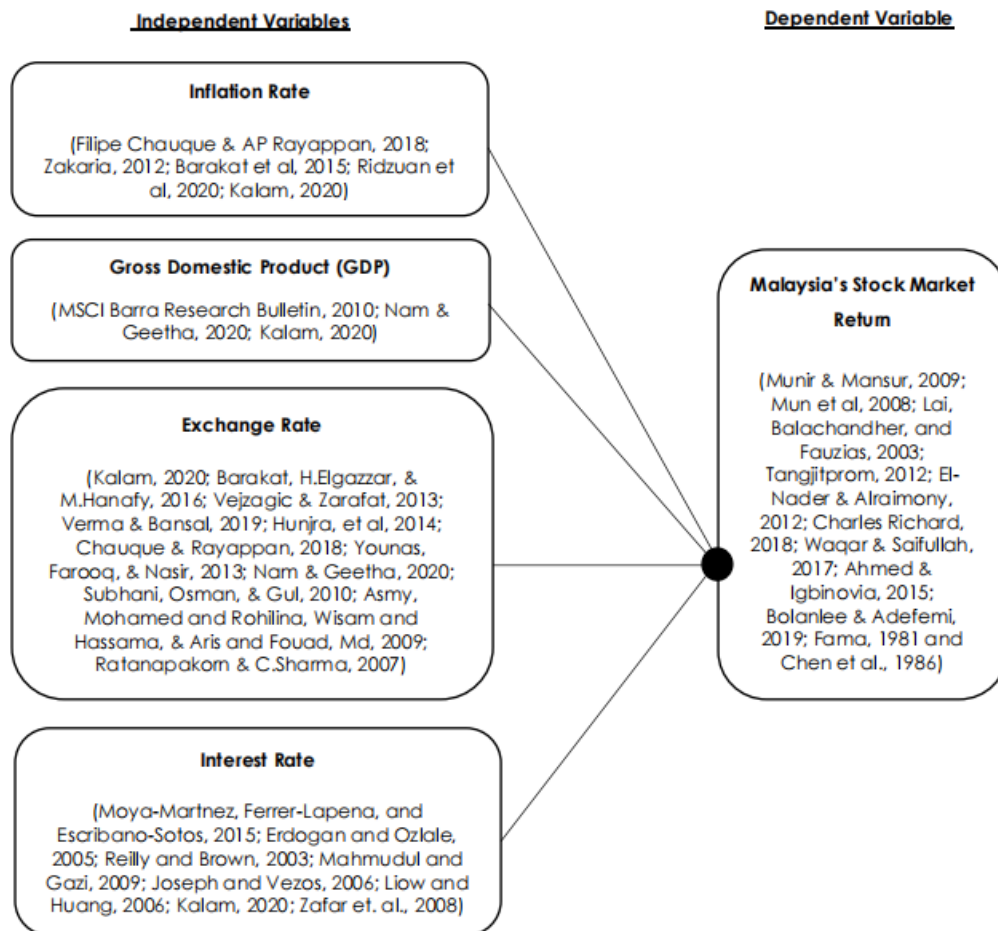 Independent Variables
Dependent Variable
Inflation Rate
(Filipe Chauque & AP Rayappan, 2018;
Zakaria, 2012; Barakat et al, 2015; Ridzuan et
al, 2020; Kalam, 2020)
Gross Domestic Product (GDP)
(MSCI Barra Research Bulletin, 2010; Nam &
Geetha, 2020; Kalam, 2020)
Exchange Rate
(Kalam, 2020; Barakat, H.Elgazzar, &
M.Hanafy, 2016; Vejzagic & Zarafat, 2013;
Verma & Bansal, 2019; Hunjra, et al, 2014;
Chauque & Rayappan, 2018; Younas,
Farooq, & Nasir, 2013; Nam & Geetha, 2020;
Subhani, Osman, & Gul, 2010; Asmy,
Mohamed and Rohilina, Wisam and
Hassama, & Aris and Fouad, Md, 2009;
Ratanapakorn & C.Sharma, 2007)
Interest Rate
(Moya-Martnez, Ferrer-Lapena, and
Escribano-Sotos, 2015; Erdogan and Ozlale,
2005; Reilly and Brown, 2003; Mahmudul and
Gazi, 2009; Joseph and Vezos, 2006; Liow and
Huang, 2006; Kalam, 2020; Zafar et. al., 2008)
Malaysia's Stock Market
Return
(Munir & Mansur, 2009;
Mun et al, 2008; Lai,
Balachandher, and
Fauzias, 2003;
Tangjitprom, 2012; El-
Nader & Alraimony,
2012; Charles Richard,
2018; Waqar & Saifullah,
2017; Ahmed &
Igbinovia, 2015;
Bolanlee & Adefemi,
2019; Fama, 1981 and
Chen et al., 1986)